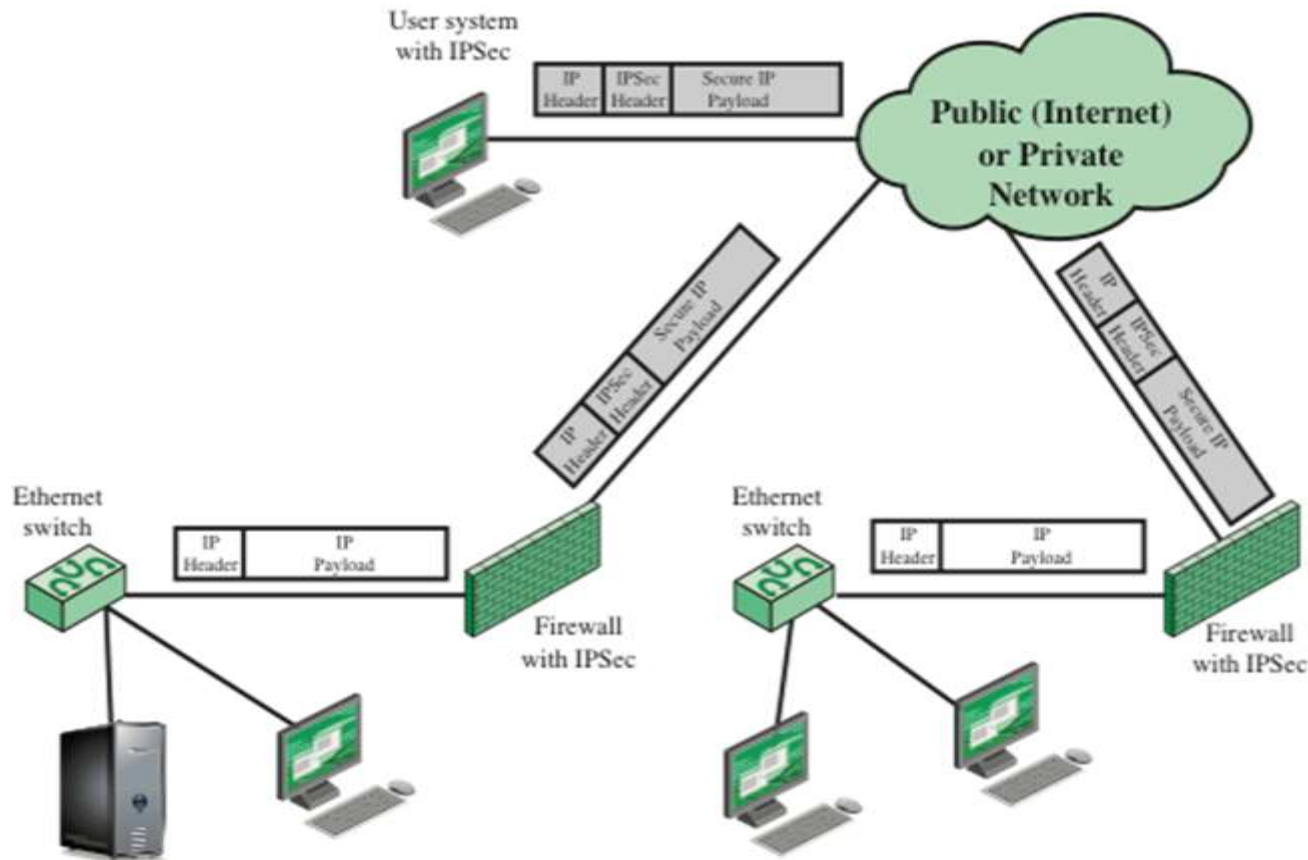 User system
with IPSec
IP
Header
IPSec
Header
Secure IP
Payload
Public (Internet)
or Private
Network
IP
Header
IPSec
Header
Secure IP
Payload
IP
Header
IPSec
Header
Secure IP
Payload
Ethernet
switch
IP
Header
IP
Payload
Firewall
with IPSec
Ethernet
switch
IP
Header
IP
Payload
Firewall
with IPSec